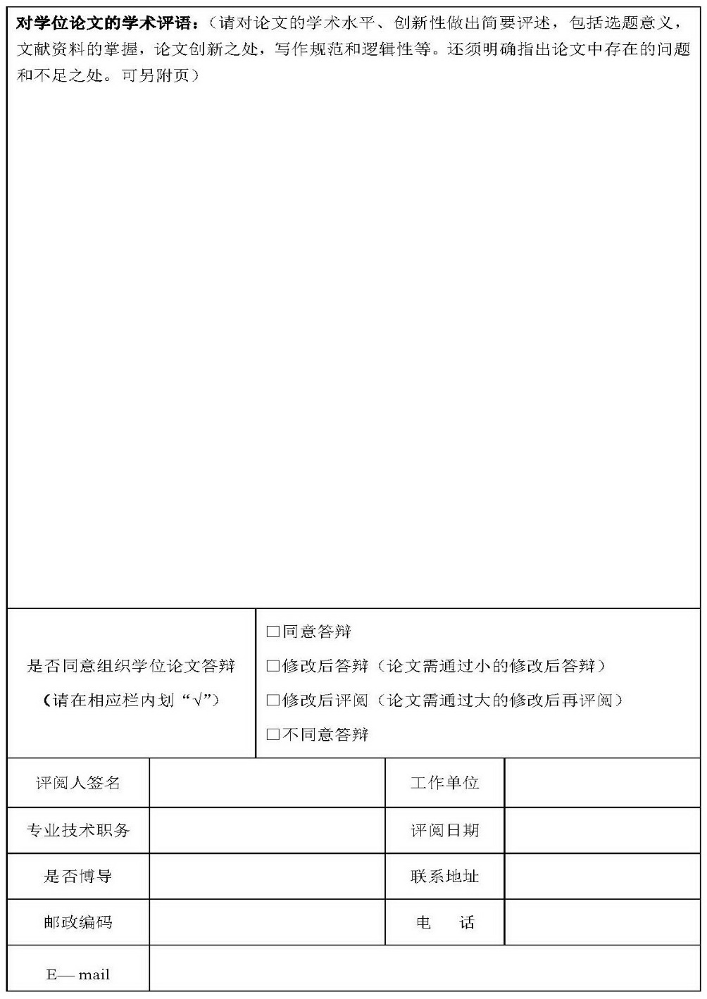 对学位论文的学术评语：（请对论文的学术水平、创新性做出简要评述，包括选题意义，
文献资料的掌握，论文创新之处，写作规范和逻辑性等。还须明确指出论文中存在的问题
和不足之处。可另附页）
是否同意组织学位论文答辩
（请在相应栏内划“√”）
□同意答辩
□修改后答辩（论文需通过小的修改后答辩）
□修改后评阅（论文需通过大的修改后再评阅）
□不同意答辩
评阅人签名 工作单位
专业技术职务 评阅日期
是否博导 联系地址
邮政编码 电 话
E— mail